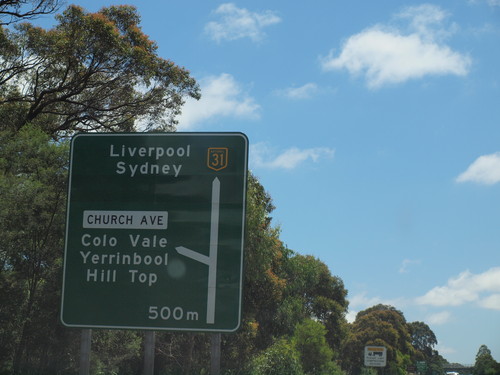 Liverpool
Sydney
31
CHURCH AVE
Colo Vale
Yerrinbool
Hill Top
500m